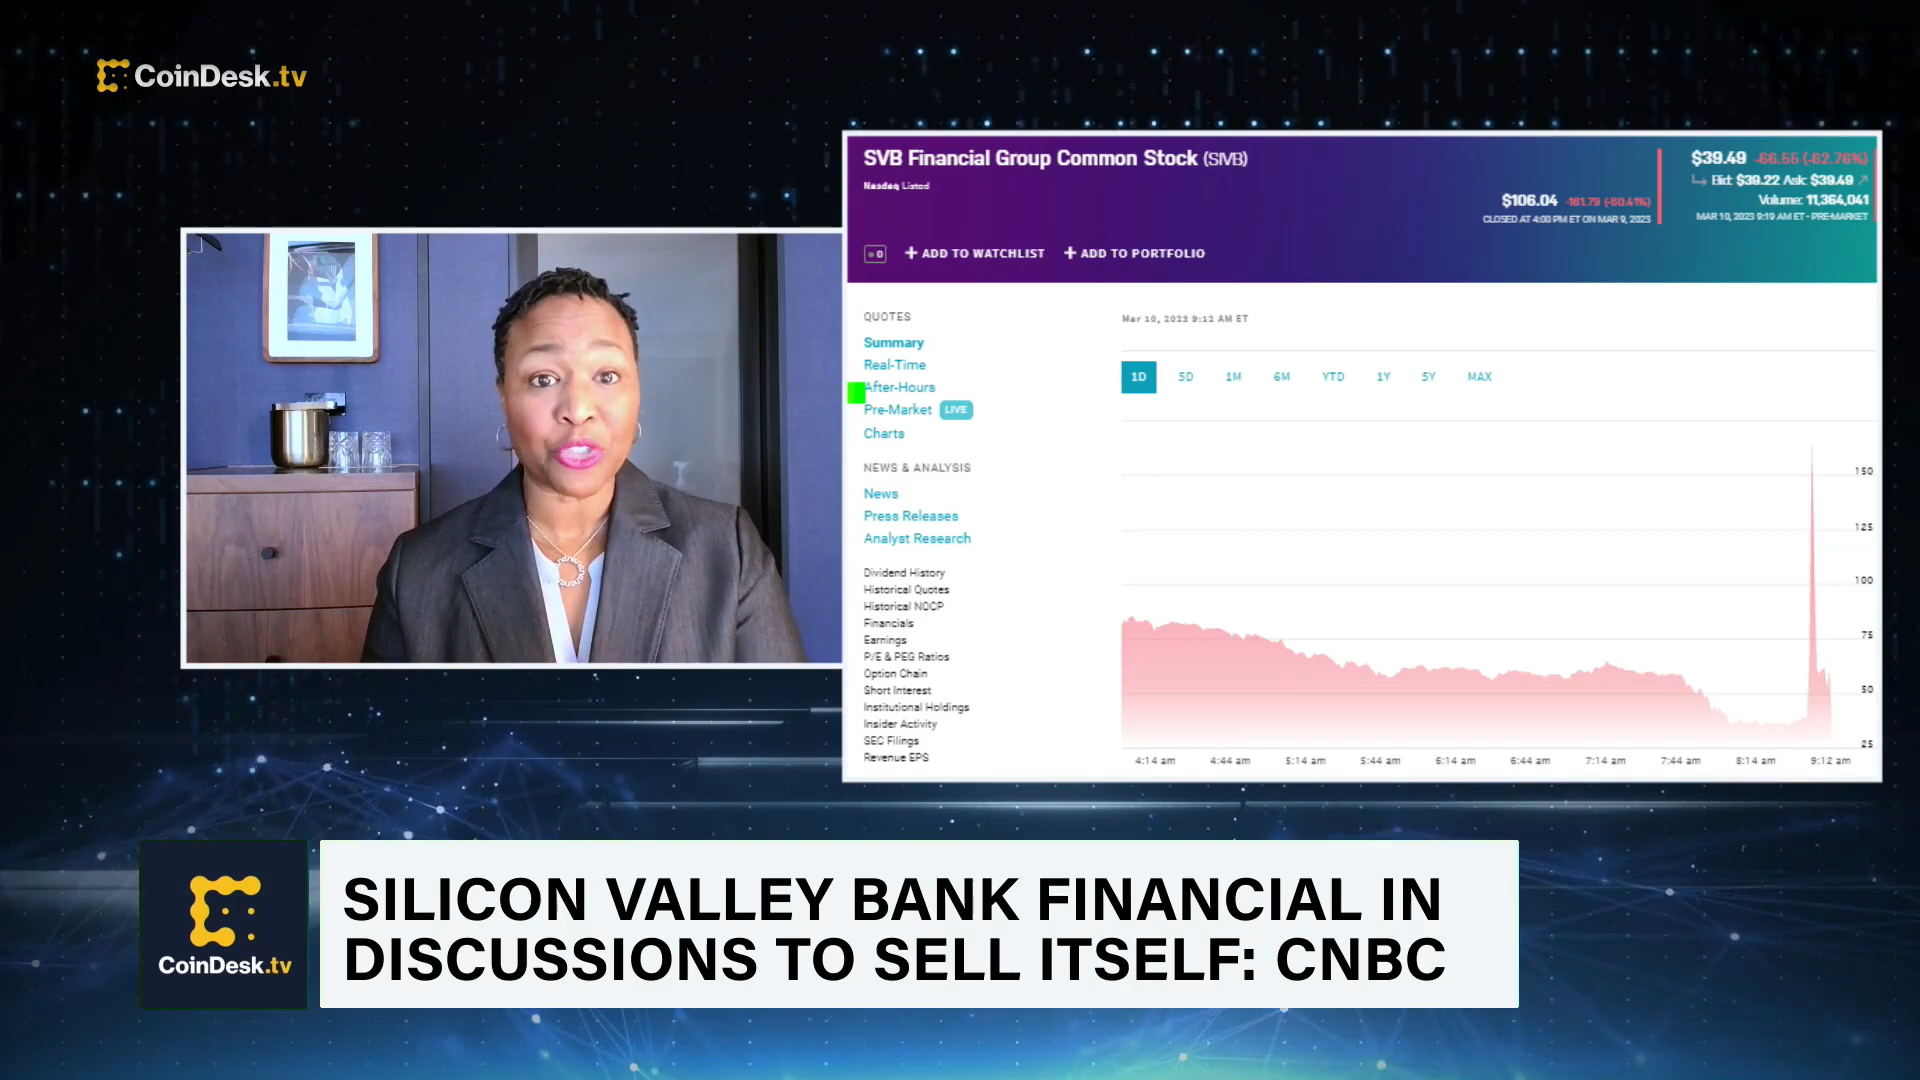 CoinDesk.tv
SVB Financial Group Common Stock (SIVB)
Nasdaq Listed
$106.04 -161.79 (-60.41%)
CLOSED AT 4:00 PM ET ON MAR 9, 2023
$39.49 -66.55 (-62.76%)
Bid: $39.22 Ask: $39.49
Volume: 11,364,041
MAR 10, 2023 9:19 AM ET - PRE-MARKET
0
+ ADD TO WATCHLIST + ADD TO PORTFOLIO
QUOTES
Summary
Real-Time
After-Hours
Pre-Market LIVE
Charts
NEWS & ANALYSIS
News
Press Releases
Analyst Research
Dividend History
Historical Quotes
Historical NOCP
Financials
Earnings
P/E & PEG Ratios
Option Chain
Short Interest
Institutional Holdings
Insider Activity
SEC Filings
Revenue EPS
Mar 10, 2023 9:12 AM ET
1D 5D 1M 6M YTD 1Y 5Y MAX
150
125
100
75
50
25
4:14 am 4:44 am 5:14 am 5:44 am 6:14 am 6:44 am 7:14 am 7:44 am 8:14 am 9:12 am
CoinDesk.tv
SILICON VALLEY BANK FINANCIAL IN
DISCUSSIONS TO SELL ITSELF: CNBC